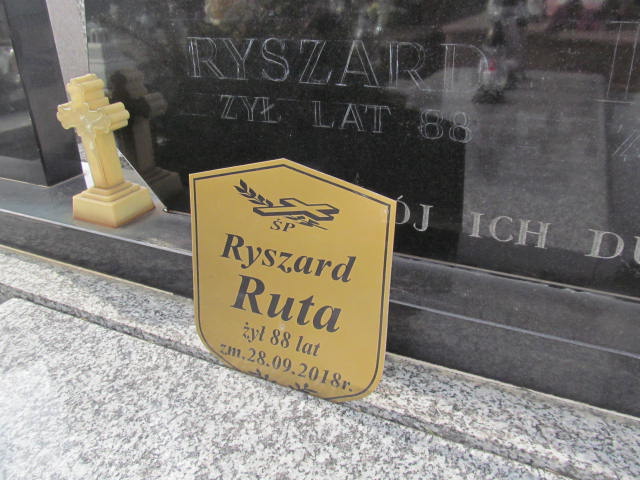 RYSZARD
ŻYŁ LAT 88
ÓJ ICH DU
ŚP
Ryszard
Ruta
żył 88 lat
zm.28.09.2018r.